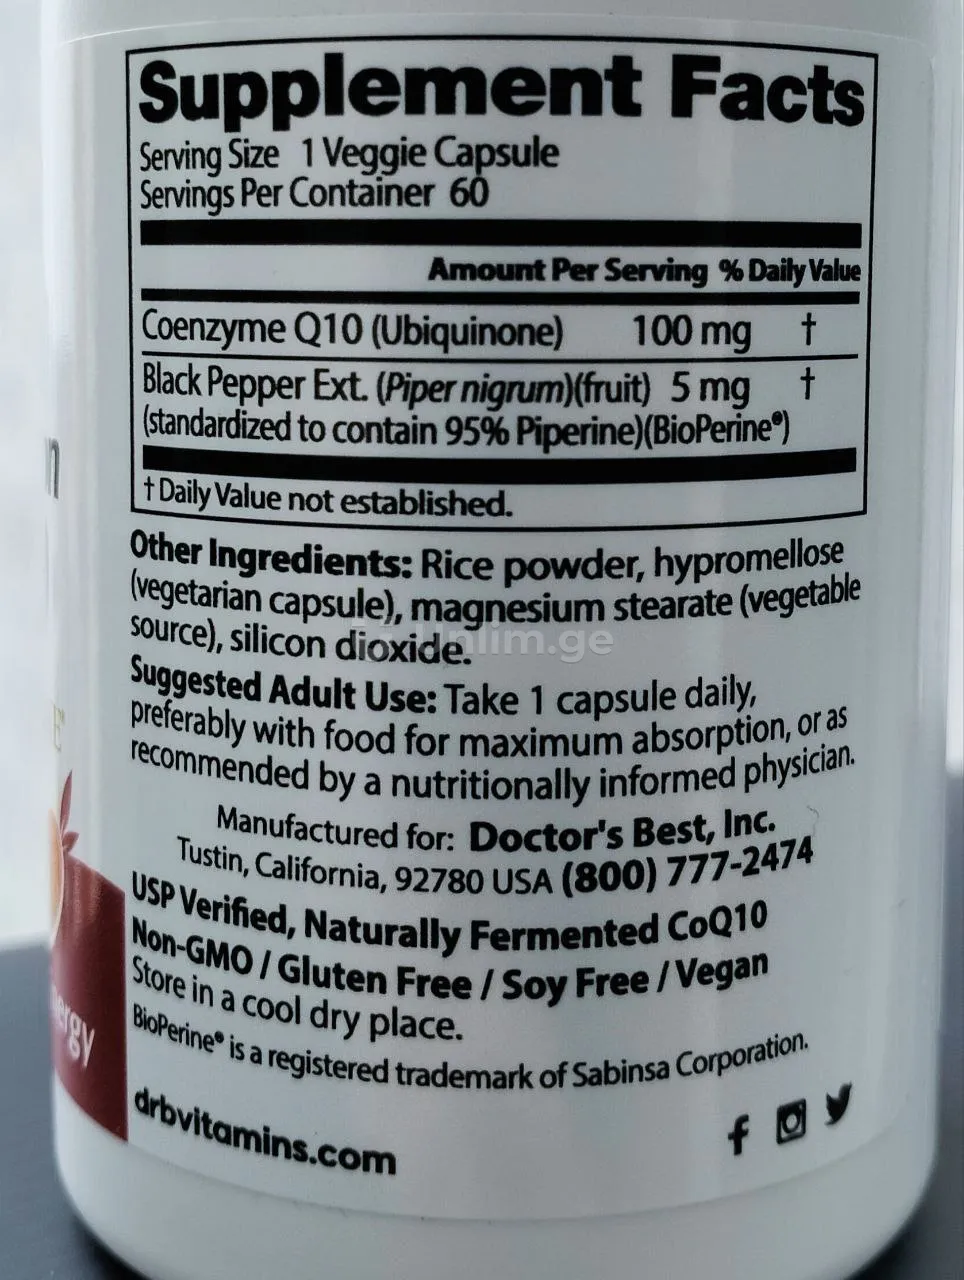 Supplement Facts
Serving Size 1 Veggie Capsule
Servings Per Container 60
Amount Per Serving % Daily Value
Coenzyme Q10 (Ubiquinone) 100 mg †
Black Pepper Ext. (Piper nigrum)(fruit) 5 mg †
(standardized to contain 95% Piperine)(BioPerine®)
† Daily Value not established.
Other Ingredients: Rice powder, hypromellose
(vegetarian capsule), magnesium stearate (vegetable
source), silicon dioxide.
Unlim.ge
Suggested Adult Use: Take 1 capsule daily,
preferably with food for maximum absorption, or as
recommended by a nutritionally informed physician.
Manufactured for: Doctor's Best, Inc.
Tustin, California, 92780 USA (800) 777-2474
USP Verified, Naturally Fermented CoQ10
Non-GMO / Gluten Free / Soy Free / Vegan
Store in a cool dry place.
BioPerine® is a registered trademark of Sabinsa Corporation.
drbvitamins.com